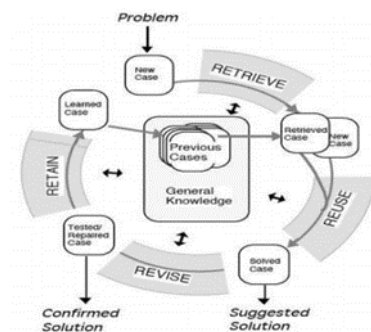 Problem
New
Case
RETRIEVE
Learned
Case
Retrieved
Case
New
Case
Previous
Cases
General
Knowledge
RETAIN
REUSE
Tested/
Repaired
Case
REVISE
Solved
Case
Confirmed
Solution
Suggested
Solution